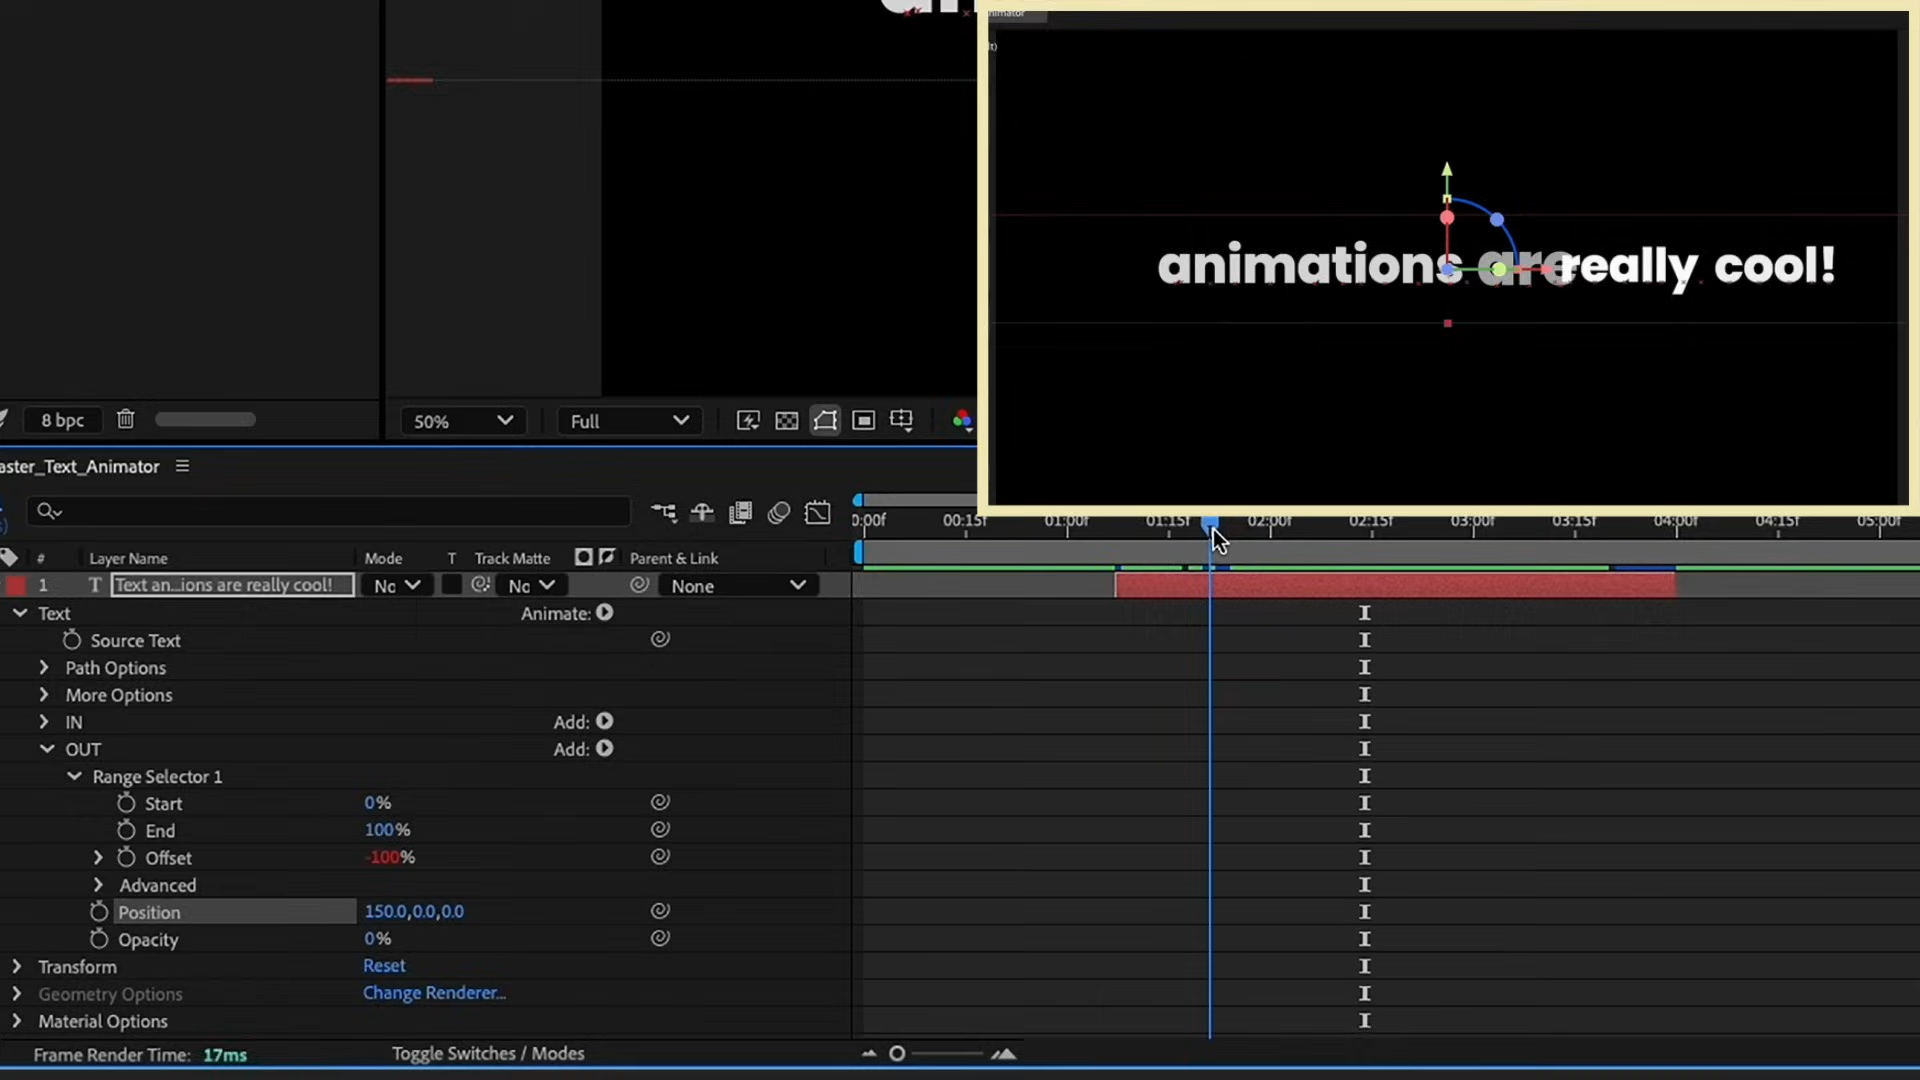 animator
animations are really cool!
8 bpc
50%
Full
aster_Text_Animator
0:00f 00:15f 01:00f 01:15f 02:00f 02:15f 03:00f 03:15f 04:00f 04:15f 05:00f
# Layer Name Mode T Track Matte Parent & Link
1 T Text an...ions are really cool! No No None
Text Animate:
Source Text
Path Options
More Options
IN Add:
OUT Add:
Range Selector 1
Start 0%
End 100%
Offset -100%
Advanced
Position 150.0,0.0,0.0
Opacity 0%
Transform Reset
Geometry Options Change Renderer...
Material Options
Frame Render Time: 17ms Toggle Switches / Modes